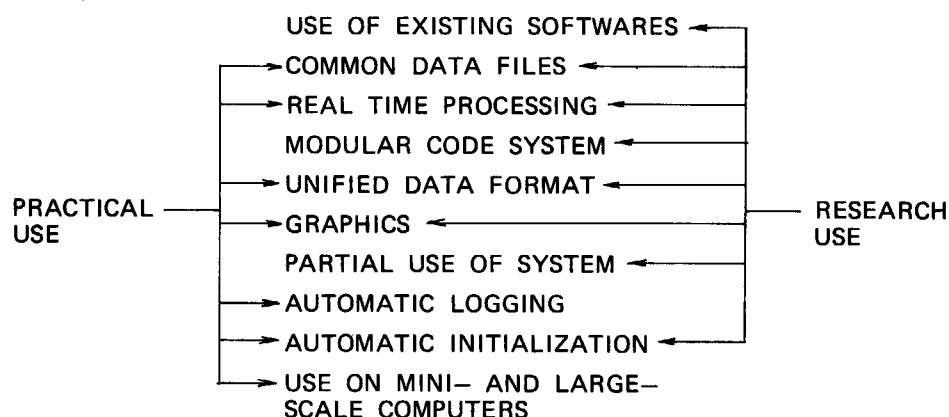 USE OF EXISTING SOFTWARES
COMMON DATA FILES
REAL TIME PROCESSING
MODULAR CODE SYSTEM
UNIFIED DATA FORMAT
PRACTICAL
USE
GRAPHICS
RESEARCH
USE
PARTIAL USE OF SYSTEM
AUTOMATIC LOGGING
AUTOMATIC INITIALIZATION
USE ON MINI– AND LARGE–
SCALE COMPUTERS